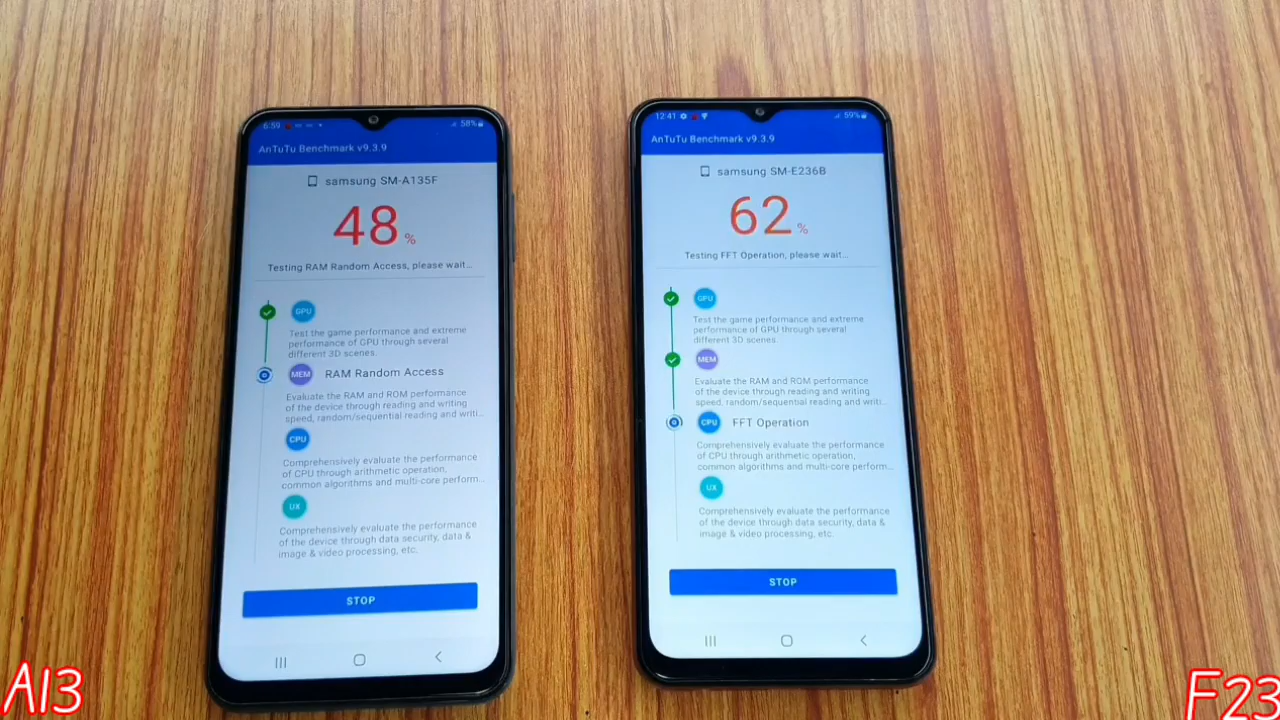 6:59
58%
AnTuTu Benchmark v9.3.9
samsung SM-A135F
48%
Testing RAM Random Access, please wait...
GPU
Test the game performance and extreme
performance of GPU through several
different 3D scenes.
MEM RAM Random Access
Evaluate the RAM and ROM performance
of the device through reading and writing
speed, random/sequential reading and writi...
CPU
Comprehensively evaluate the performance
of CPU through arithmetic operation,
common algorithms and multi-core perform...
UX
Comprehensively evaluate the performance
of the device through data security, data &
image & video processing, etc.
STOP
12:41
59%
AnTuTu Benchmark v9.3.9
samsung SM-E236B
62%
Testing FFT Operation, please wait...
GPU
Test the game performance and extreme
performance of GPU through several
different 3D scenes.
MEM
Evaluate the RAM and ROM performance
of the device through reading and writing
speed, random/sequential reading and writi...
CPU FFT Operation
Comprehensively evaluate the performance
of CPU through arithmetic operation,
common algorithms and multi-core perform...
UX
Comprehensively evaluate the performance
of the device through data security, data &
image & video processing, etc.
STOP
A13
F23